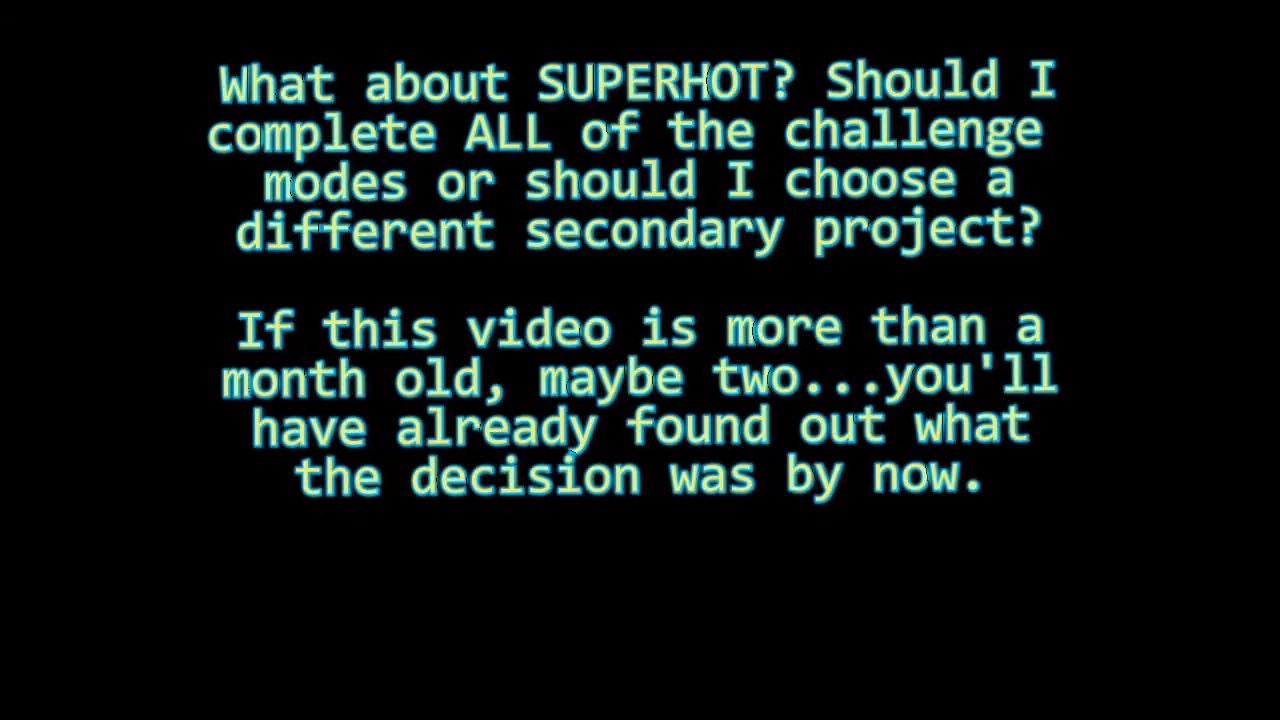 What about SUPERHOT? Should I
complete ALL of the challenge
modes or should I choose a
different secondary project?
If this video is more than a
month old, maybe two...you'll
have already found out what
the decision was by now.